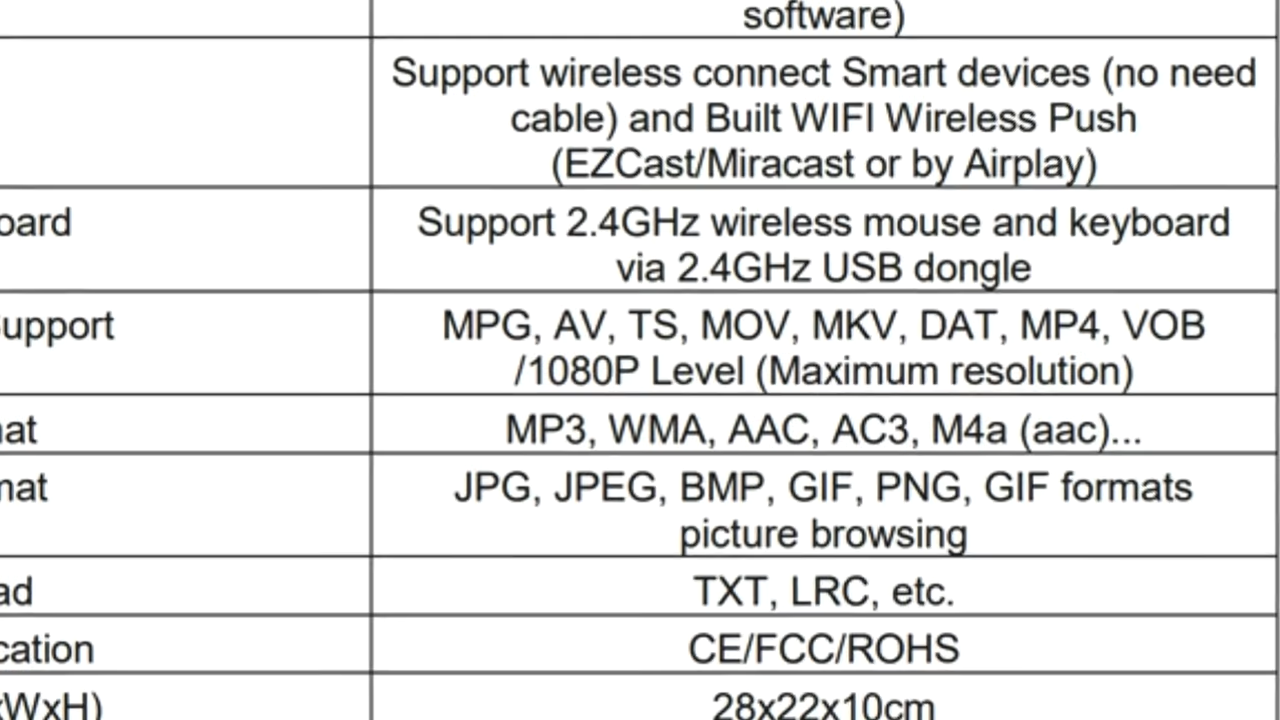 software)
Support wireless connect Smart devices (no need
cable) and Built WIFI Wireless Push
(EZCast/Miracast or by Airplay)
oard
Support 2.4GHz wireless mouse and keyboard
via 2.4GHz USB dongle
upport
MPG, AV, TS, MOV, MKV, DAT, MP4, VOB
/1080P Level (Maximum resolution)
nat
MP3, WMA, AAC, AC3, M4a (aac)...
mat
JPG, JPEG, BMP, GIF, PNG, GIF formats
picture browsing
ad
TXT, LRC, etc.
cation
CE/FCC/ROHS
xWxH)
28x22x10cm